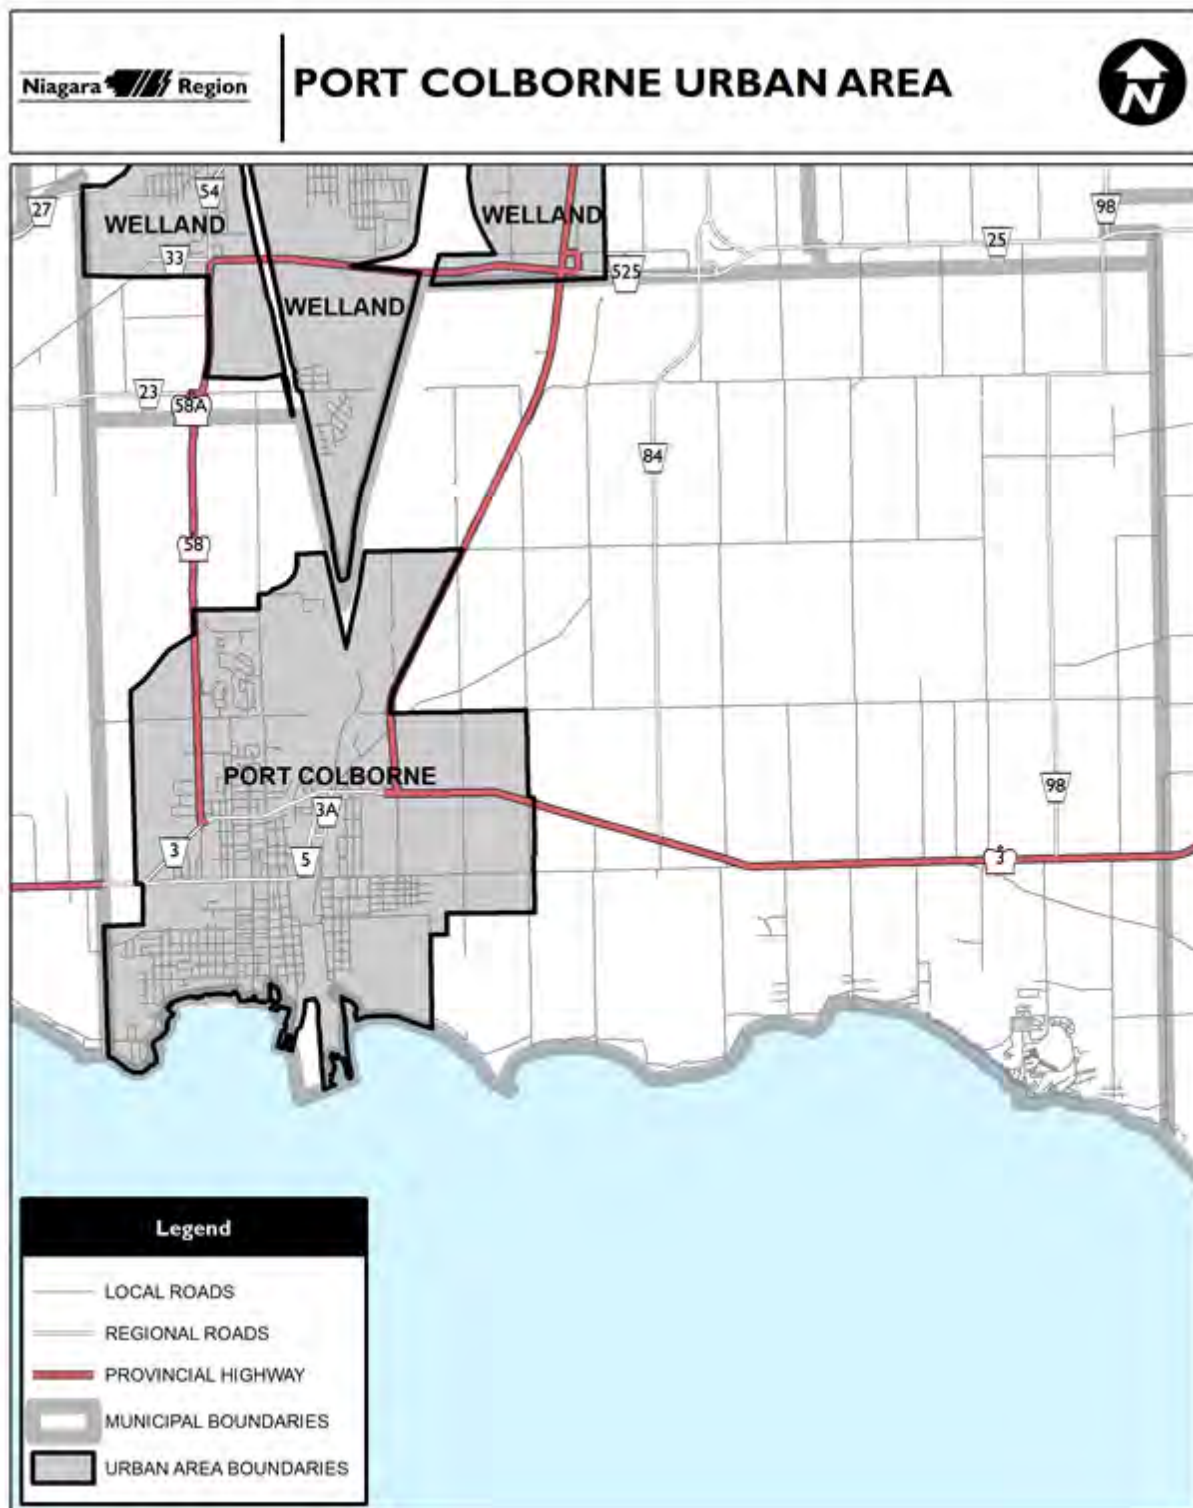 Niagara Region
PORT COLBORNE URBAN AREA
N
54
27
WELLAND
WELLAND
98
33
25
525
WELLAND
23
58A
84
58
PORT COLBORNE
3A
98
3
5
3
Legend
LOCAL ROADS
REGIONAL ROADS
PROVINCIAL HIGHWAY
MUNICIPAL BOUNDARIES
URBAN AREA BOUNDARIES